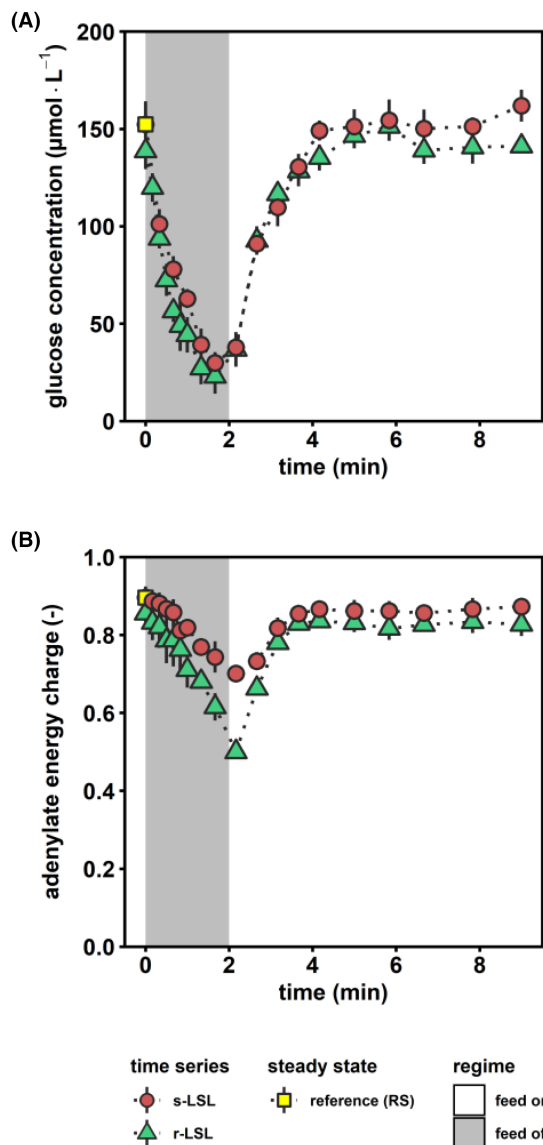 (A)
200
150
100
50
0
glucose concentration (µmol · L⁻¹)
0 2 4 6 8
time (min)
(B)
1.0
0.8
0.6
0.4
0.2
0.0
adenylate energy charge (-)
0 2 4 6 8
time (min)
time series steady state regime
s-LSL reference (RS) feed
r-LSL feed